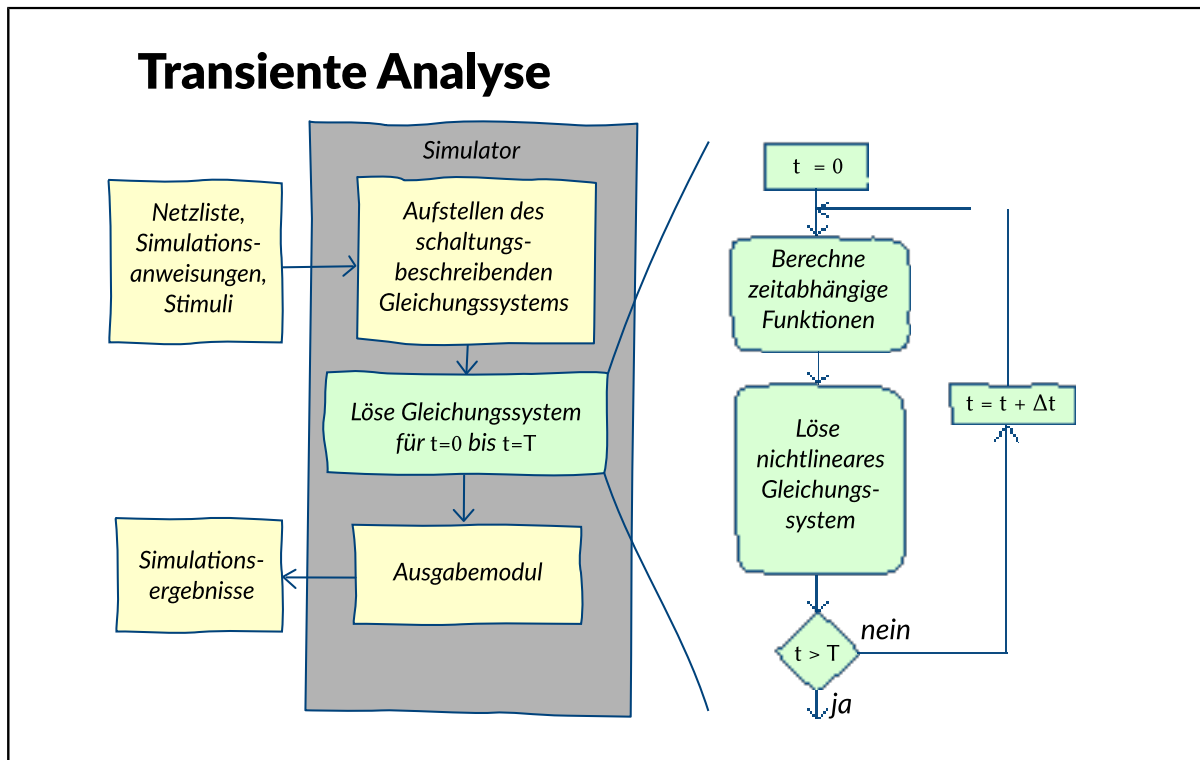 Transiente Analyse
Simulator
Netzliste,
Simulations-
anweisungen,
Stimuli
Aufstellen des
schaltungs-
beschreibenden
Gleichungssystems
Löse Gleichungssystem
für t=0 bis t=T
Ausgabemodul
Simulations-
ergebnisse
t = 0
Berechne
zeitabhängige
Funktionen
Löse
nichtlineares
Gleichungs-
system
t = t + Δt
t > T
nein
ja